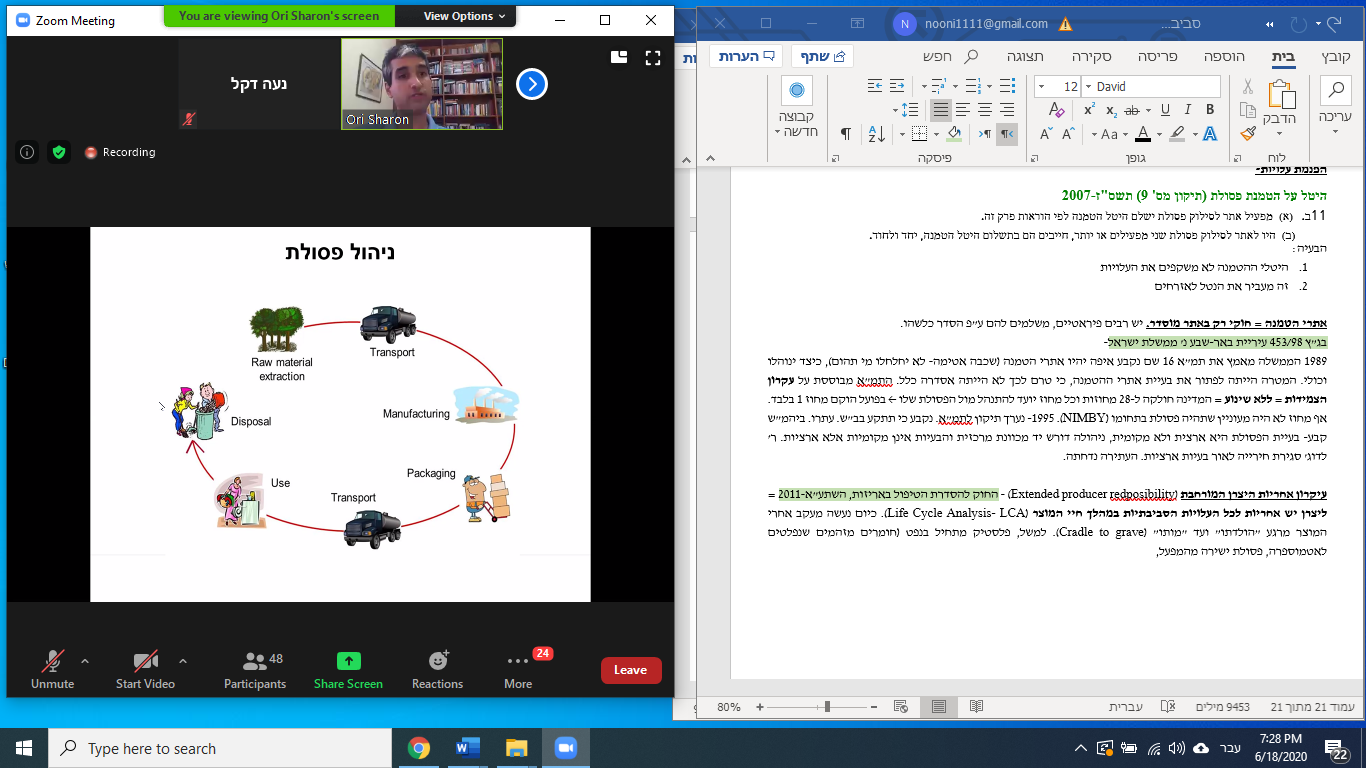 Zoom Meeting
You are viewing Ori Sharon's screen
View Options
נעה דקל
Ori Sharon
Recording
ניהול פסולת
Raw material
extraction
Transport
Manufacturing
Packaging
Transport
Use
Disposal
Unmute
Start Video
Participants
48
Share Screen
Reactions
More
24
Leave
N
nooni1111@gmail.com
סביב...
קובץ
בית
הוספה
פריסה
סקירה
תצוגה
חפש
שתף
הערות
עריכה
הדבק
לוח
David
12
גופן
פיסקה
קבוצה
חדשה
הפנמת עלויות-
היטל על הטמנת פסולת (תיקון מס' 9) תשס"ז-2007
11ב. (א) מפעיל אתר לסילוק פסולת ישלם היטל הטמנה לפי הוראות פרק זה.
(ב) היו לאתר לסילוק פסולת שני מפעילים או יותר, חייבים הם בתשלום היטל הטמנה, יחד ולחוד.
הבעיה:
1. היטלי ההטמנה לא משקפים את העלויות
2. זה מעביר את הנטל לאזרחים
אתרי הטמנה = חוקי רק באתר מוסדר. יש רבים פיראטיים, משלמים להם ע״פ הסדר כלשהו.
בג״ץ 453/98 עיריית באר-שבע נ׳ ממשלת ישראל-
1989 הממשלה מאמץ את תמ״א 16 שם נקבע איפה יהיו אתרי הטמנה (שכבה אטימה- לא יחלחלו מי תהום), כיצד ינוהלו
וכולי. המטרה הייתה לפתור את בעיית אתרי ההטמנה, כי טרם לכך לא הייתה אסדרה כלל. התמ״א מבוססת על עקרון
הצמידות = ללא שינוע = המדינה חולקה ל-28 מחוזות וכל מחוז יועד להתנהל מול הפסולת שלו ← בפועל הוקם מחוז 1 בלבד.
אף מחוז לא היה מעוניין שתהיה פסולת בתחומו (NIMBY). 1995- נערך תיקון לתמ״א. נקבע כי תתקע בב״ש. עתרו. ביהמ״ש
קבע- בעיית הפסולת היא ארצית ולא מקומית, ניהולה דורש יד מכוונת מרכזית והבעיות אינן מקומיות אלא ארציות. ר׳
לדוג׳ סגירת חירייה לאור בעיות ארציות. העתירה נדחתה.
עיקרון אחריות היצרן המורחבת (Extended producer redposibility) - החוק להסדרת הטיפול באריזות, השתע״א-2011 =
ליצרן יש אחריות לכל העלויות הסביבתיות במהלך חיי המוצר (Life Cycle Analysis- LCA). כיום נעשה מעקב אחרי
המוצר מרגע ״הולדתו״ ועד ״מותו״ (Cradle to grave). למשל, פלסטיק מתחיל בנפט (חומרים מזהמים שנפלטים
לאטמוספרה, פסולת ישירה מהמפעל,
עמוד 21 מתוך 21
9453 מילים
עברית
80%
Type here to search
עבר
7:28 PM
6/18/2020
22